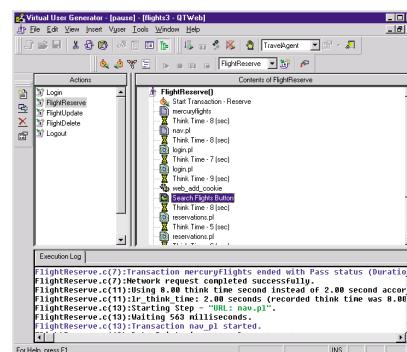 Virtual User Generator - [pause] - [flights3 - QTWeb]
File Edit View Insert Vuser Tools Window Help
TravelAgent
FlightReserve
Actions
Contents of FlightReserve
Login
FlightReserve
FlightUpdate
FlightDelete
Logout
FlightReserve()
Start Transaction - Reserve
mercuryflights
Think Time - 8 (sec)
nav.pl
Think Time - 8 (sec)
login.pl
Think Time - 7 (sec)
login.pl
Think Time - 9 (sec)
web_add_cookie
Search Flights Button
Think Time - 8 (sec)
reservations.pl
Think Time - 5 (sec)
reservations.pl
Execution Log
FlightReserve.c(7):Transaction mercuryflights ended with Pass status (Duratio
FlightReserve.c(7):Network request completed successfully.
FlightReserve.c(11):Using 8.00 think time second instead of 2.00 second accor
FlightReserve.c(11):lr_think_time: 2.00 seconds (recorded think time was 8.00
FlightReserve.c(13):Starting Step - "URL: nav.pl".
FlightReserve.c(13):Waiting 563 milliseconds.
FlightReserve.c(13):Transaction nav_pl started.
For Help, press F1
INS